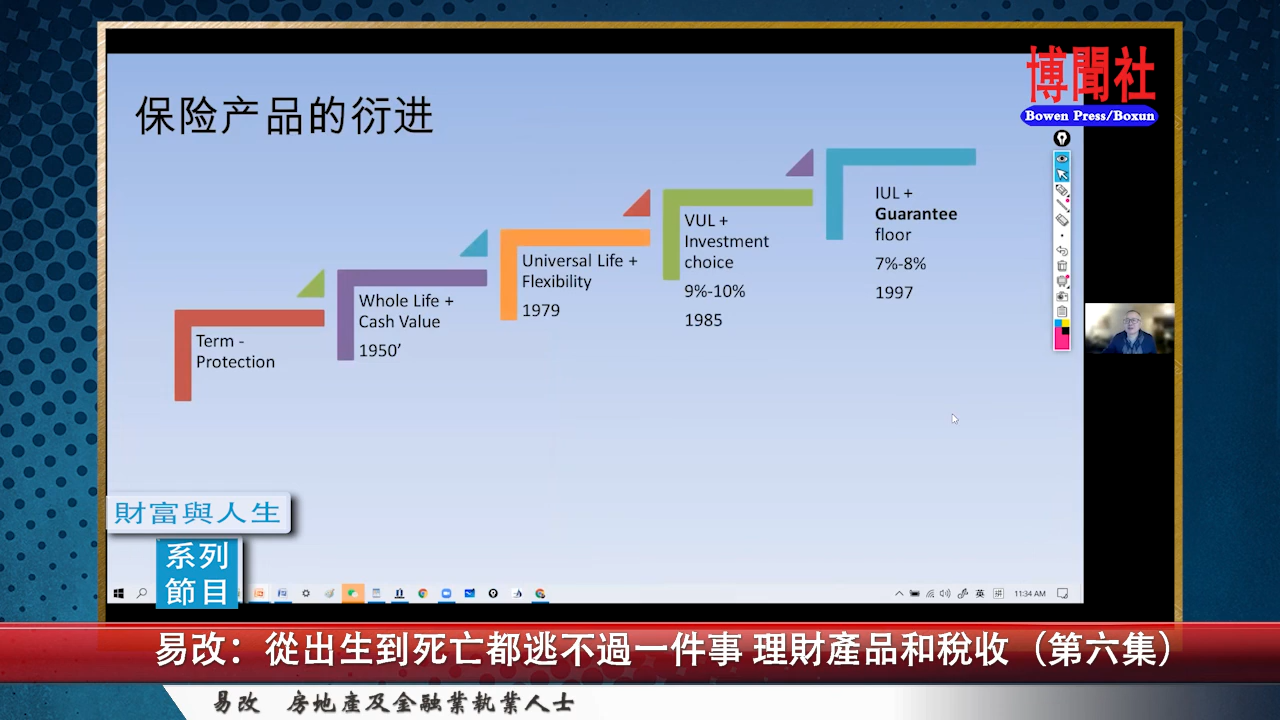 博聞社
Bowen Press/Boxun
保险产品的衍进
Term -
Protection
Whole Life +
Cash Value
1950’
Universal Life +
Flexibility
1979
VUL +
Investment
choice
9%-10%
1985
IUL +
Guarantee
floor
7%-8%
1997
財富與人生
系列
節目
英
拼
11:34 AM
易改：從出生到死亡都逃不過一件事 理財產品和稅收（第六集）
易改 房地產及金融業執業人士